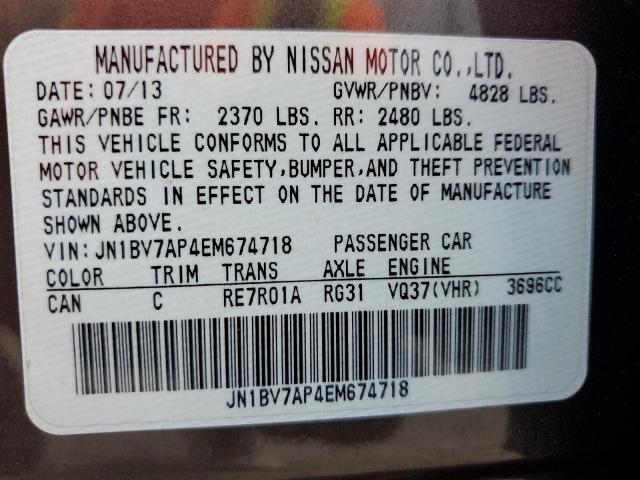 MANUFACTURED BY NISSAN MOTOR CO.,LTD.
DATE: 07/13 GVWR/PNBV: 4828 LBS.
GAWR/PNBE FR: 2370 LBS. RR: 2480 LBS.
THIS VEHICLE CONFORMS TO ALL APPLICABLE FEDERAL
MOTOR VEHICLE SAFETY,BUMPER,AND THEFT PREVENTION
STANDARDS IN EFFECT ON THE DATE OF MANUFACTURE
SHOWN ABOVE.
VIN:JN1BV7AP4EM674718 PASSENGER CAR
COLOR TRIM TRANS AXLE ENGINE
CAN C RE7R01A RG31 VQ37(VHR) 3696CC
JN1BV7AP4EM674718